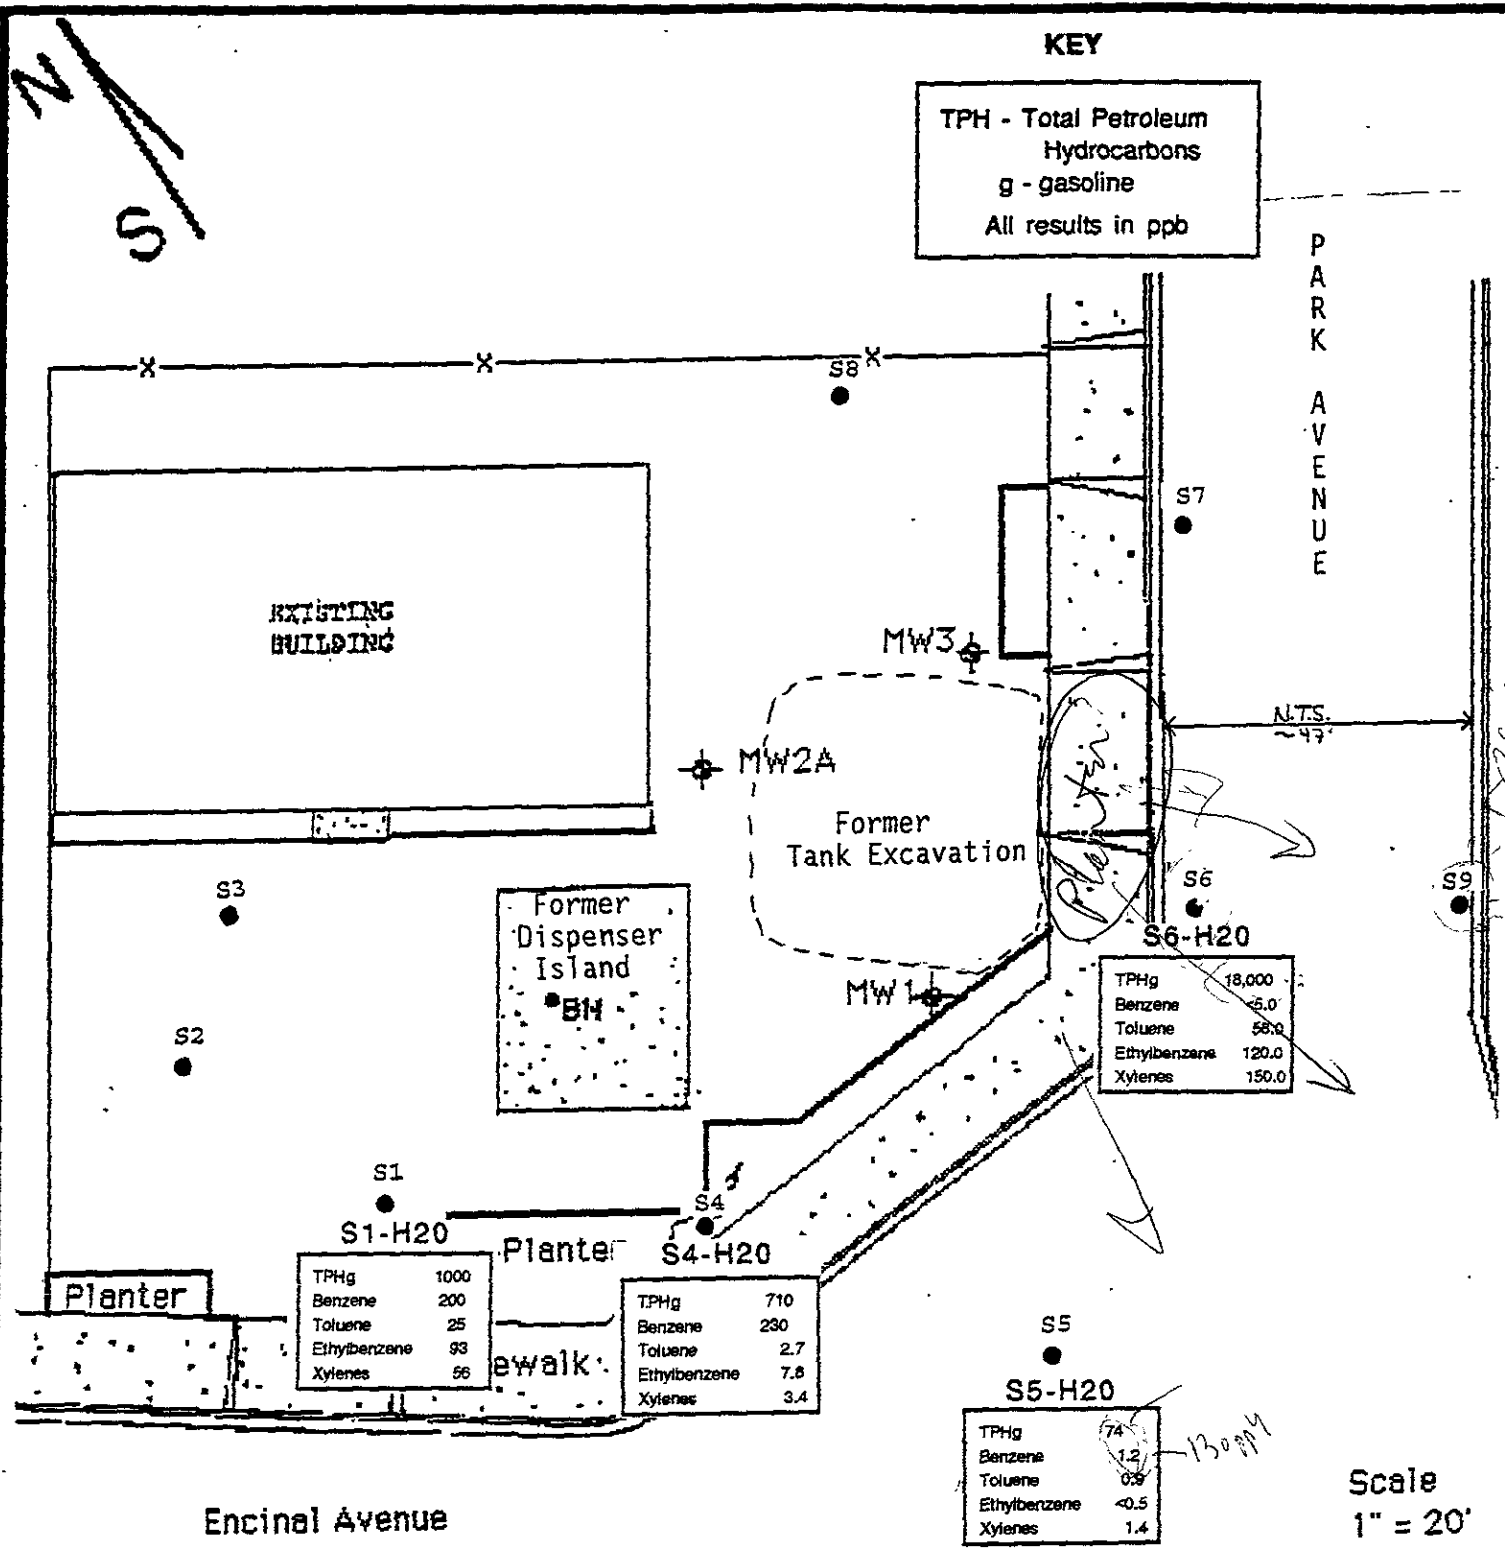 N
S
KEY
TPH - Total Petroleum
Hydrocarbons
g - gasoline
All results in ppb
PARK AVENUE
S8
S7
EXISTING
BUILDING
MW3
N.T.S.
~47'
MW2A
Former
Tank Excavation
S3
Former
Dispenser
Island
BH
S6
S9
S6-H20
TPHg 18,000
Benzene <5.0
Toluene 58.0
Ethylbenzene 120.0
Xylenes 150.0
MW1
S2
S1
S1-H20
TPHg 1000
Benzene 200
Toluene 25
Ethylbenzene 93
Xylenes 56
Planter
S4
S4-H20
TPHg 710
Benzene 230
Toluene 2.7
Ethylbenzene 7.8
Xylenes 3.4
Planter
ewalk
S5
S5-H20
TPHg 74
Benzene 1.2
Toluene 0.9
Ethylbenzene <0.5
Xylenes 1.4
Encinal Avenue
Scale
1" = 20'